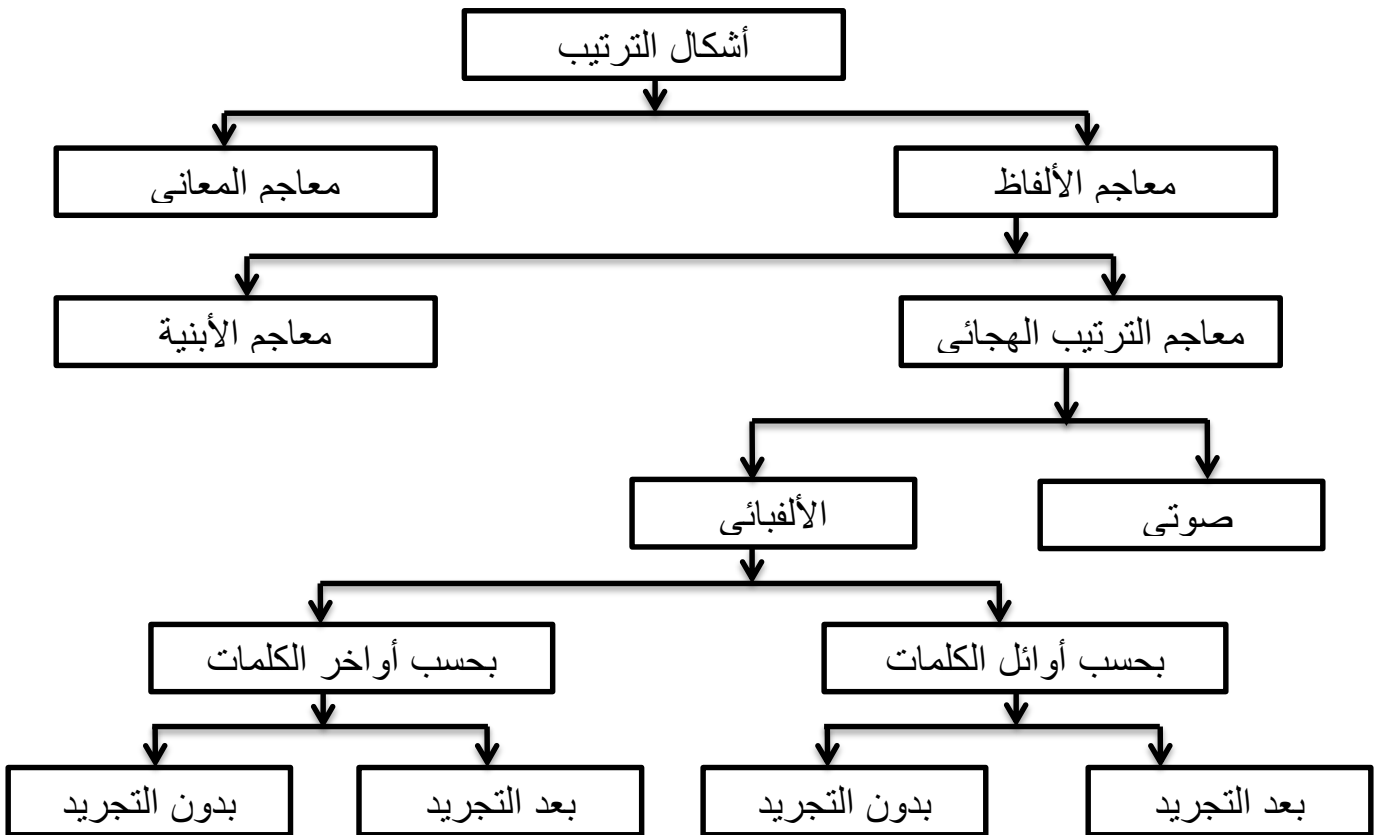 أشكال الترتيب
معاجم الألفاظ
معاجم المعانى
معاجم الترتيب الهجائى
معاجم الأبنية
صوتى
الألفبائى
بحسب أوائل الكلمات
بحسب أواخر الكلمات
بعد التجريد
بدون التجريد
بعد التجريد
بدون التجريد